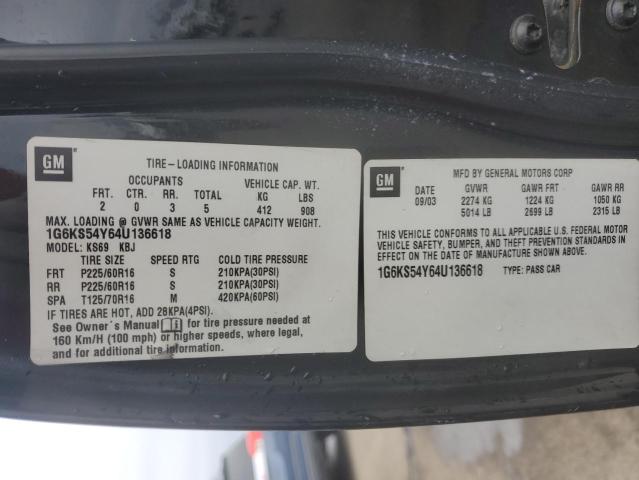 GM
TIRE-LOADING INFORMATION
OCCUPANTS VEHICLE CAP. WT.
FRT. CTR. RR. TOTAL KG LBS
2 0 3 5 412 908
MAX. LOADING @ GVWR SAME AS VEHICLE CAPACITY WEIGHT.
1G6KS54Y64U136618
MODEL: KS69 KBJ
TIRE SIZE SPEED RTG COLD TIRE PRESSURE
FRT P225/60R16 S 210KPA(30PSI)
RR P225/60R16 S 210KPA(30PSI)
SPA T125/70R16 M 420KPA(60PSI)
IF TIRES ARE HOT, ADD 28KPA(4PSI).
See Owner's Manual i for tire pressure needed at
160 Km/H (100 mph) or higher speeds, where legal,
and for additional tire information.
GM
MFD BY GENERAL MOTORS CORP
DATE GVWR GAWR FRT GAWR RR
09/03 2274 KG 1224 KG 1050 KG
5014 LB 2699 LB 2315 LB
THIS VEHICLE CONFORMS TO ALL APPLICABLE U.S. FEDERAL MOTOR
VEHICLE SAFETY, BUMPER, AND THEFT PREVENTION STANDARDS
IN EFFECT ON THE DATE OF MANUFACTURE SHOWN ABOVE.
1G6KS54Y64U136618 TYPE: PASS CAR